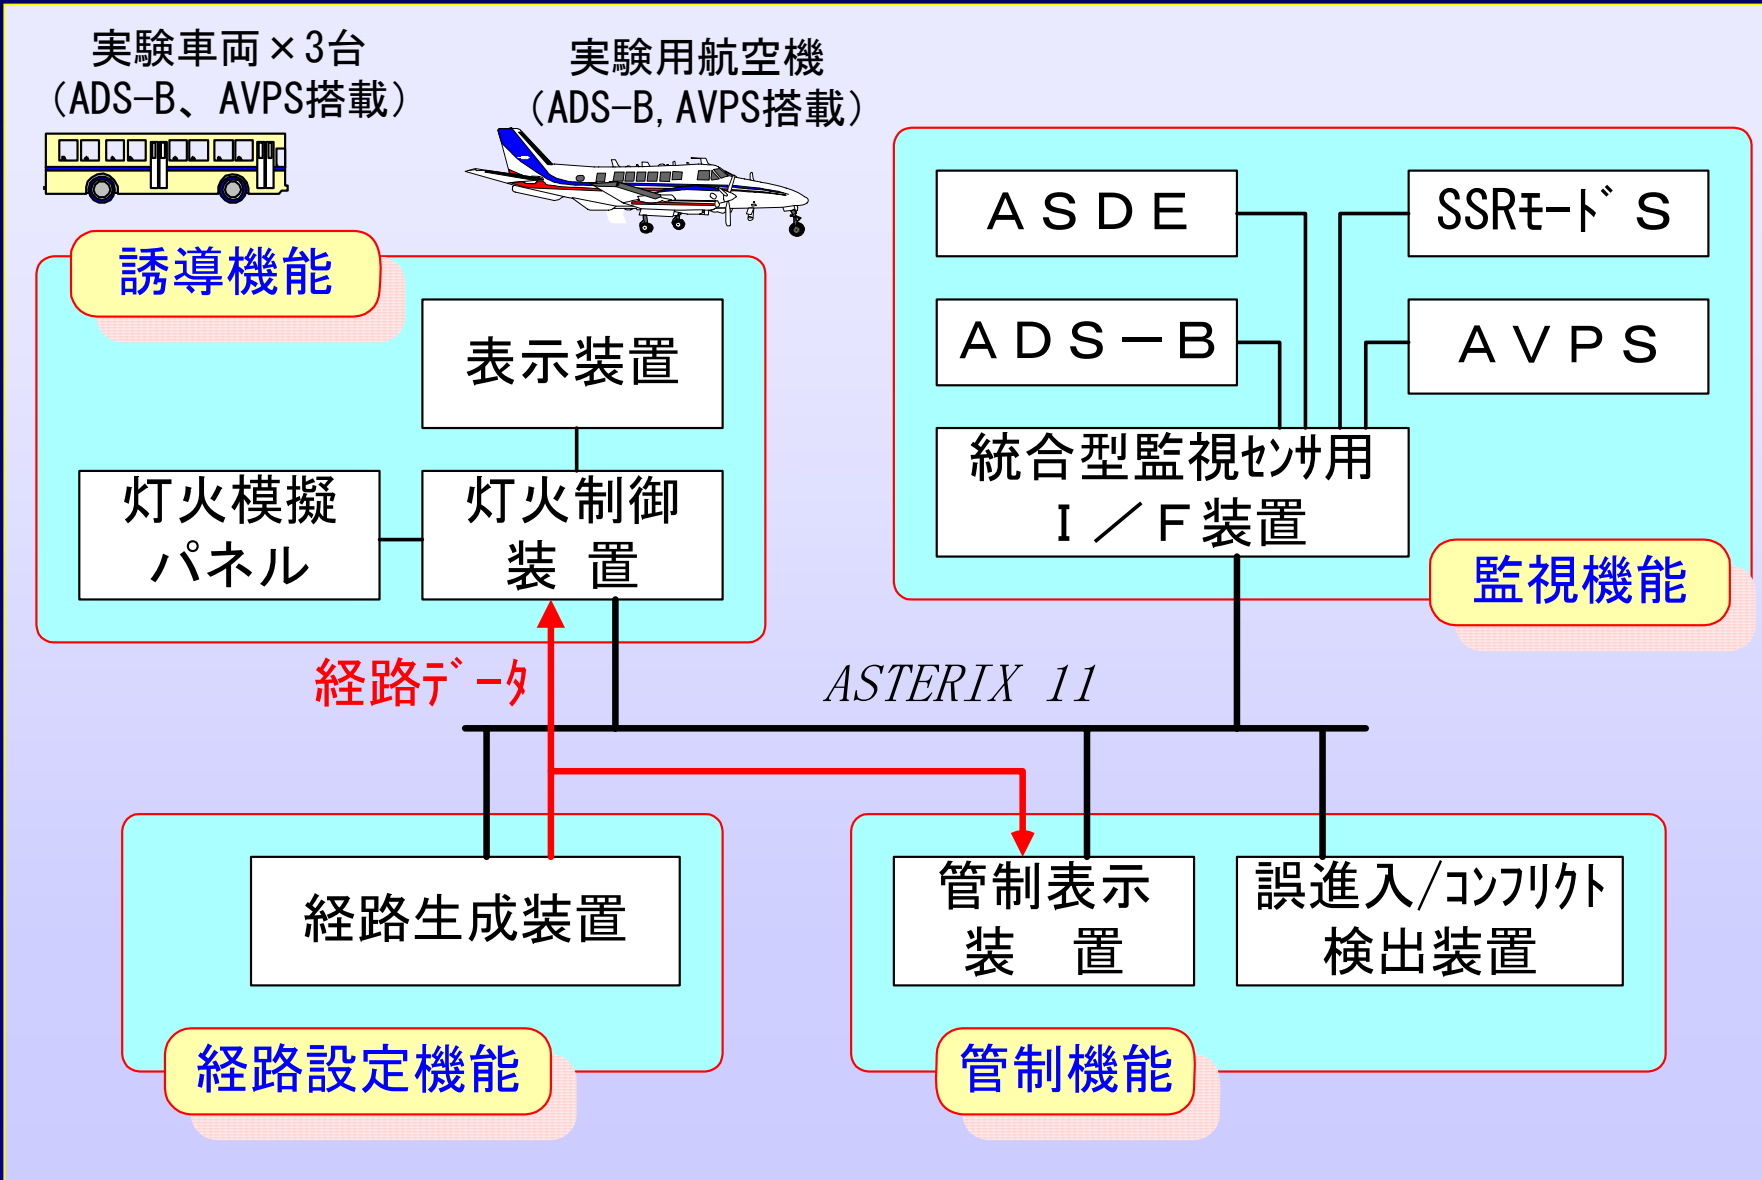 実験車両×3台
（ADS-B、AVPS搭載）
実験用航空機
（ADS-B,AVPS搭載）
誘導機能
表示装置
灯火模擬
パネル
灯火制御
装 置
ＡＳＤＥ
SSRﾓｰﾄﾞＳ
ＡＤＳ－Ｂ
ＡＶＰＳ
統合型監視ｾﾝｻ用
Ｉ／Ｆ装置
監視機能
経路ﾃﾞｰﾀ
ASTERIX 11
経路生成装置
経路設定機能
管制表示
装　置
誤進入/ｺﾝﾌﾘｸﾄ
検出装置
管制機能